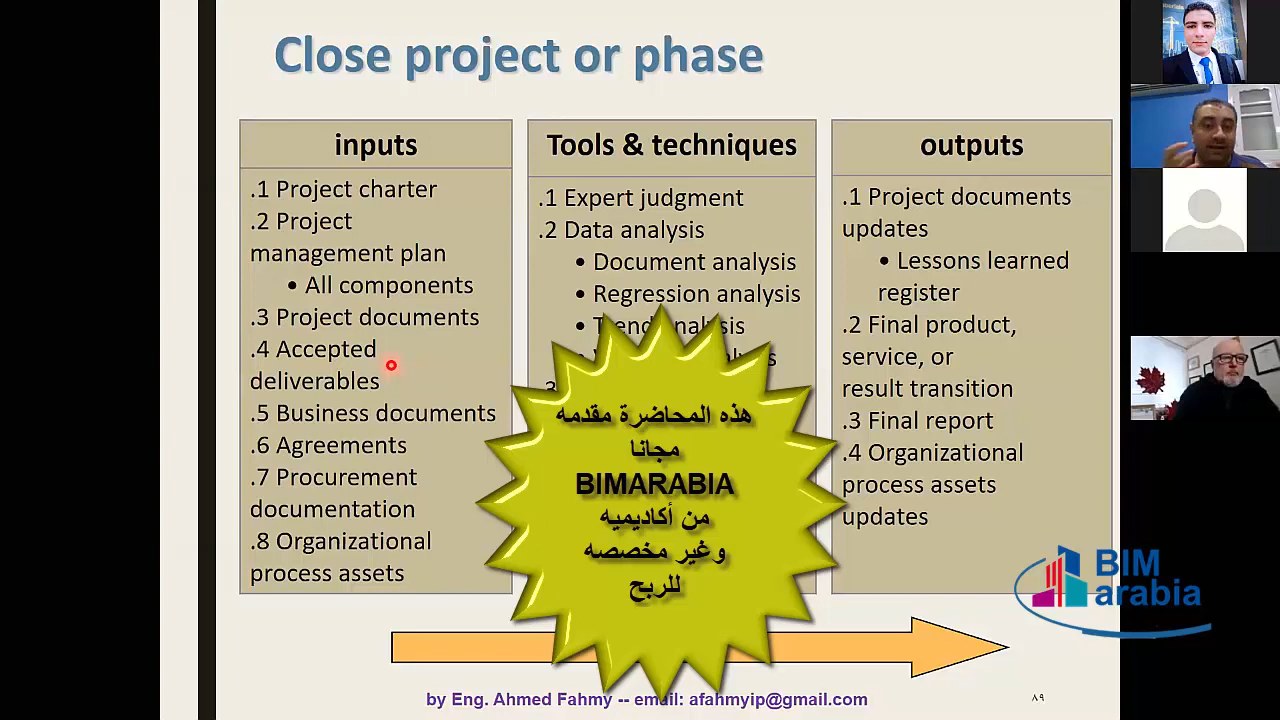 Close project or phase
inputs
.1 Project charter
.2 Project
management plan
• All components
.3 Project documents
.4 Accepted
deliverables
.5 Business documents
.6 Agreements
.7 Procurement
documentation
.8 Organizational
process assets
Tools & techniques
.1 Expert judgment
.2 Data analysis
• Document analysis
• Regression analysis
outputs
.1 Project documents
updates
• Lessons learned
register
.2 Final product,
service, or
result transition
.3 Final report
.4 Organizational
process assets
updates
هذه المحاضرة مقدمه
مجانا
BIMARABIA
من أكاديميه
وغير مخصصه
للربح
BIM
arabia
by Eng. Ahmed Fahmy -- email: afahmyip@gmail.com
٨٩